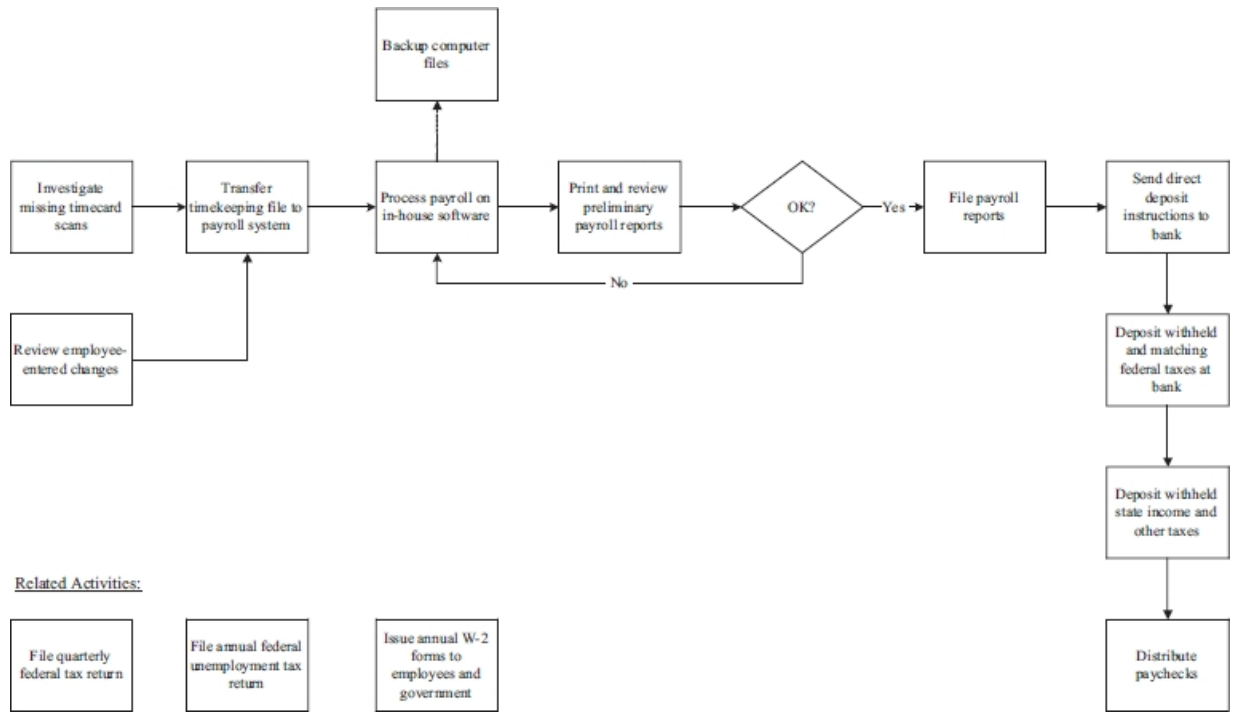 Backup computer
files
Investigate
missing timecard
scans
Transfer
timekeeping file to
payroll system
Process payroll on
in-house software
Print and review
preliminary
payroll reports
OK?
Yes
File payroll
reports
Send direct
deposit
instructions to
bank
No
Review employee-
entered changes
Deposit withheld
and matching
federal taxes at
bank
Deposit withheld
state income and
other taxes
Related Activities:
File quarterly
federal tax return
File annual federal
unemployment tax
return
Issue annual W-2
forms to
employees and
government
Distribute
paychecks